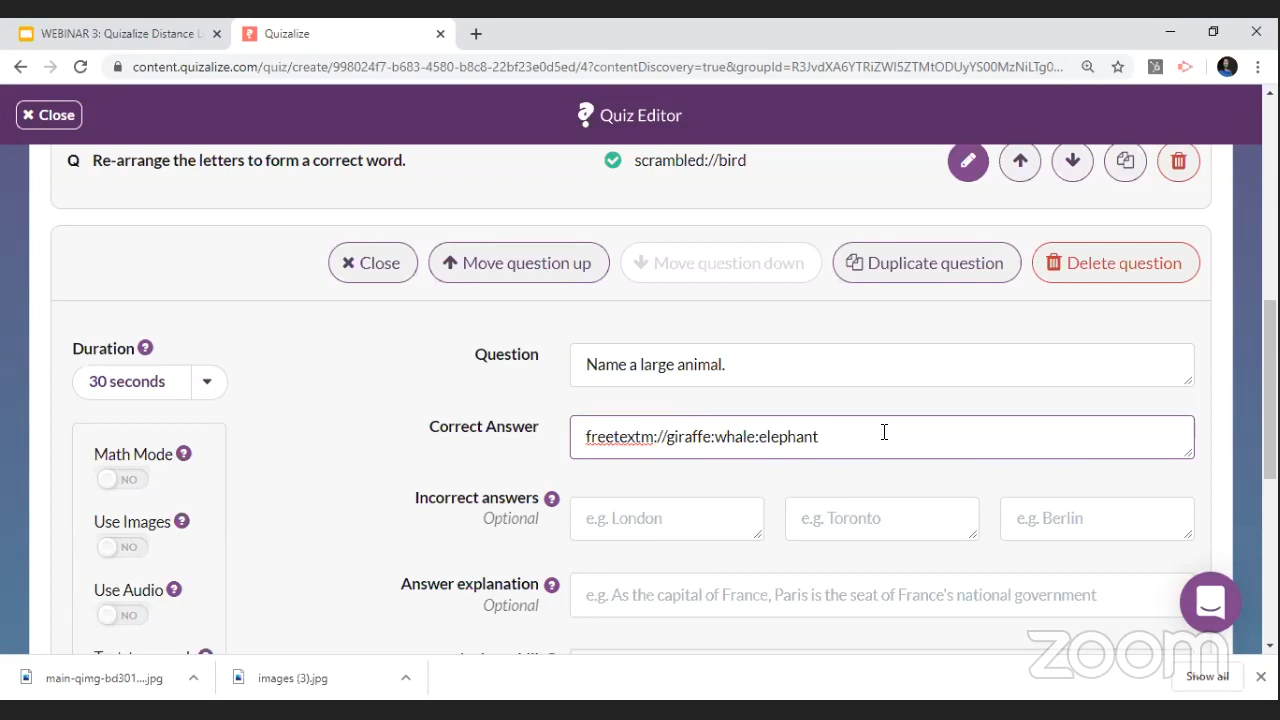 WEBINAR 3: Quizalize Distance L
Quizalize
content.quizalize.com/quiz/create/998024f7-b683-4580-b8c8-22bf23e0d5ed/4?contentDiscovery=true&groupId=R3JvdXA6YTRiZWI5ZTMtODUyYS00MzNiLTg0...
Close
Quiz Editor
Q Re-arrange the letters to form a correct word.
scrambled://bird
Close
Move question up
Move question down
Duplicate question
Delete question
Duration ?
30 seconds
Question
Name a large animal.
Correct Answer
freetextm://giraffe:whale:elephant
Math Mode ?
NO
Incorrect answers ?
Optional
e.g. London
e.g. Toronto
e.g. Berlin
Use Images ?
NO
Use Audio ?
NO
Answer explanation ?
Optional
e.g. As the capital of France, Paris is the seat of France's national government
zoom
main-qimg-bd301....jpg
images (3).jpg
Show all